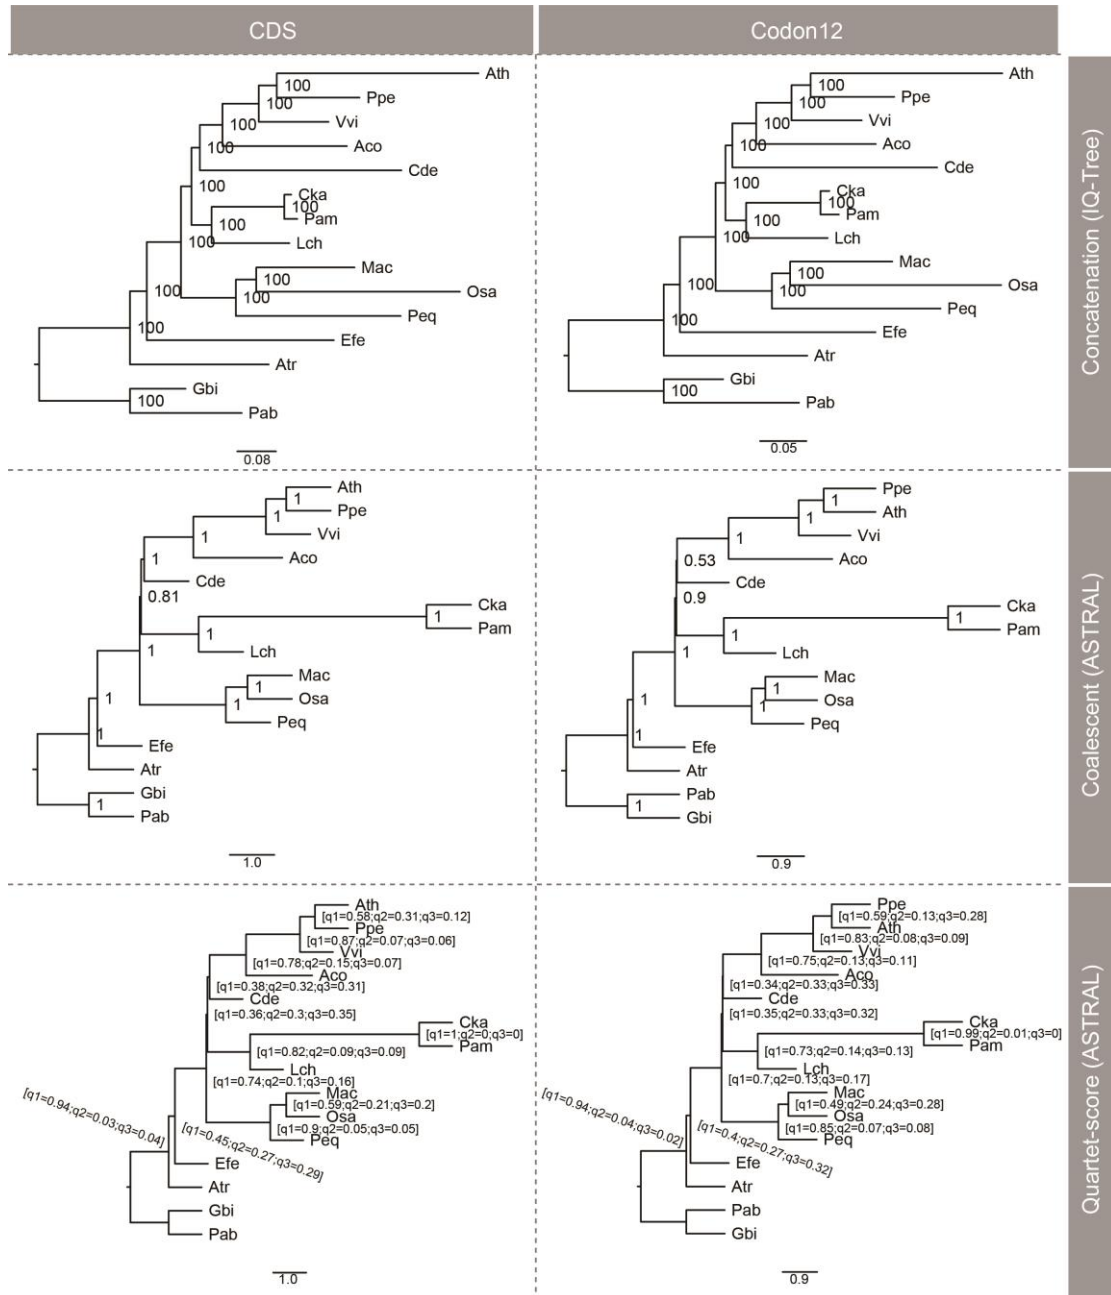 CDS
Codon12
Concatenation (IQ-Tree)
Ath
100
Ppe
100
Vvi
100
Aco
100
Cde
100
Cka
100
Pam
100
Lch
100
Mac
100
Osa
100
Peq
100
Efe
100
Atr
Gbi
100
Pab
0.08
Ath
100
Ppe
100
Vvi
100
Aco
100
Cde
100
Cka
100
Pam
100
Lch
100
Mac
100
Osa
100
Peq
100
Efe
100
Atr
Gbi
100
Pab
0.05
Coalescent (ASTRAL)
Ath
1
Ppe
1
Vvi
1
Aco
1
Cde
0.81
Cka
1
Pam
1
Lch
1
Mac
1
Osa
1
Peq
1
Efe
1
Atr
Gbi
1
Pab
1.0
Ppe
1
Ath
1
Vvi
1
Aco
0.53
Cde
0.9
Cka
1
Pam
1
Lch
1
Mac
1
Osa
1
Peq
1
Efe
1
Atr
Pab
1
Gbi
0.9
Quartet-score (ASTRAL)
Ath
[q1=0.58;q2=0.31;q3=0.12]
Ppe
[q1=0.87;q2=0.07;q3=0.06]
Vvi
[q1=0.78;q2=0.15;q3=0.07]
Aco
[q1=0.38;q2=0.32;q3=0.31]
Cde
[q1=0.36;q2=0.3;q3=0.35]
Cka
[q1=1;q2=0;q3=0]
Pam
[q1=0.82;q2=0.09;q3=0.09]
Lch
[q1=0.74;q2=0.1;q3=0.16]
Mac
[q1=0.59;q2=0.21;q3=0.2]
Osa
[q1=0.9;q2=0.05;q3=0.05]
Peq
[q1=0.94;q2=0.03;q3=0.04]
[q1=0.45;q2=0.27;q3=0.29]
Efe
Atr
Gbi
Pab
1.0
Ppe
[q1=0.59;q2=0.13;q3=0.28]
Ath
[q1=0.83;q2=0.08;q3=0.09]
Vvi
[q1=0.75;q2=0.13;q3=0.11]
Aco
[q1=0.34;q2=0.33;q3=0.33]
Cde
[q1=0.35;q2=0.33;q3=0.32]
Cka
[q1=0.99;q2=0.01;q3=0]
Pam
[q1=0.73;q2=0.14;q3=0.13]
Lch
[q1=0.7;q2=0.13;q3=0.17]
Mac
[q1=0.49;q2=0.24;q3=0.28]
Osa
[q1=0.85;q2=0.07;q3=0.08]
Peq
[q1=0.94;q2=0.04;q3=0.02]
[q1=0.4;q2=0.27;q3=0.32]
Efe
Atr
Pab
Gbi
0.9